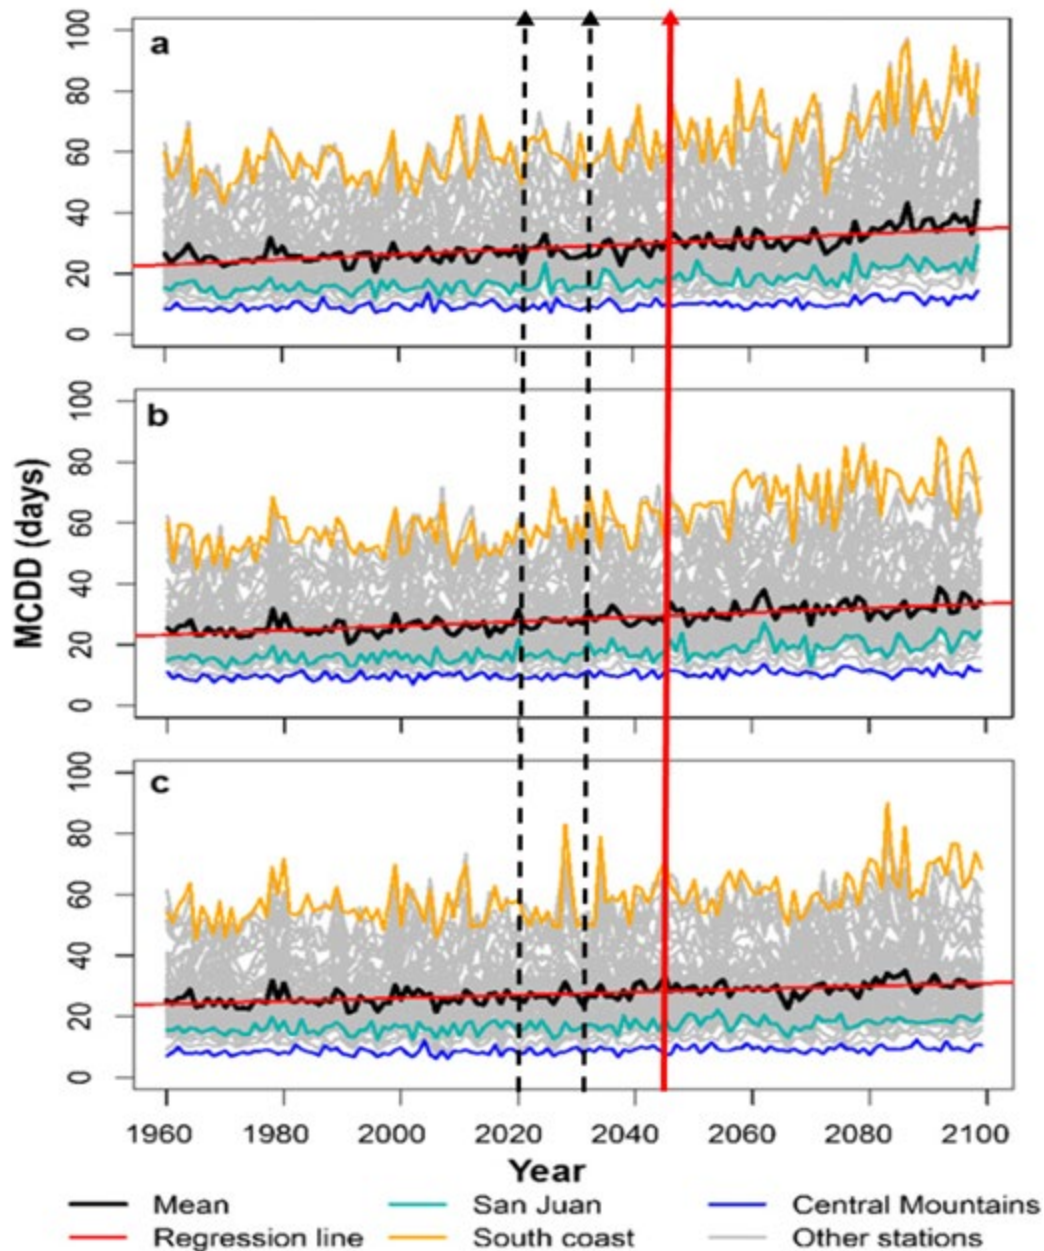 a
100
80
60
40
20
0
b
100
80
60
40
20
0
MCDD (days)
c
100
80
60
40
20
0
1960 1980 2000 2020 2040 2060 2080 2100
Year
Mean San Juan Central Mountains
Regression line South coast Other stations